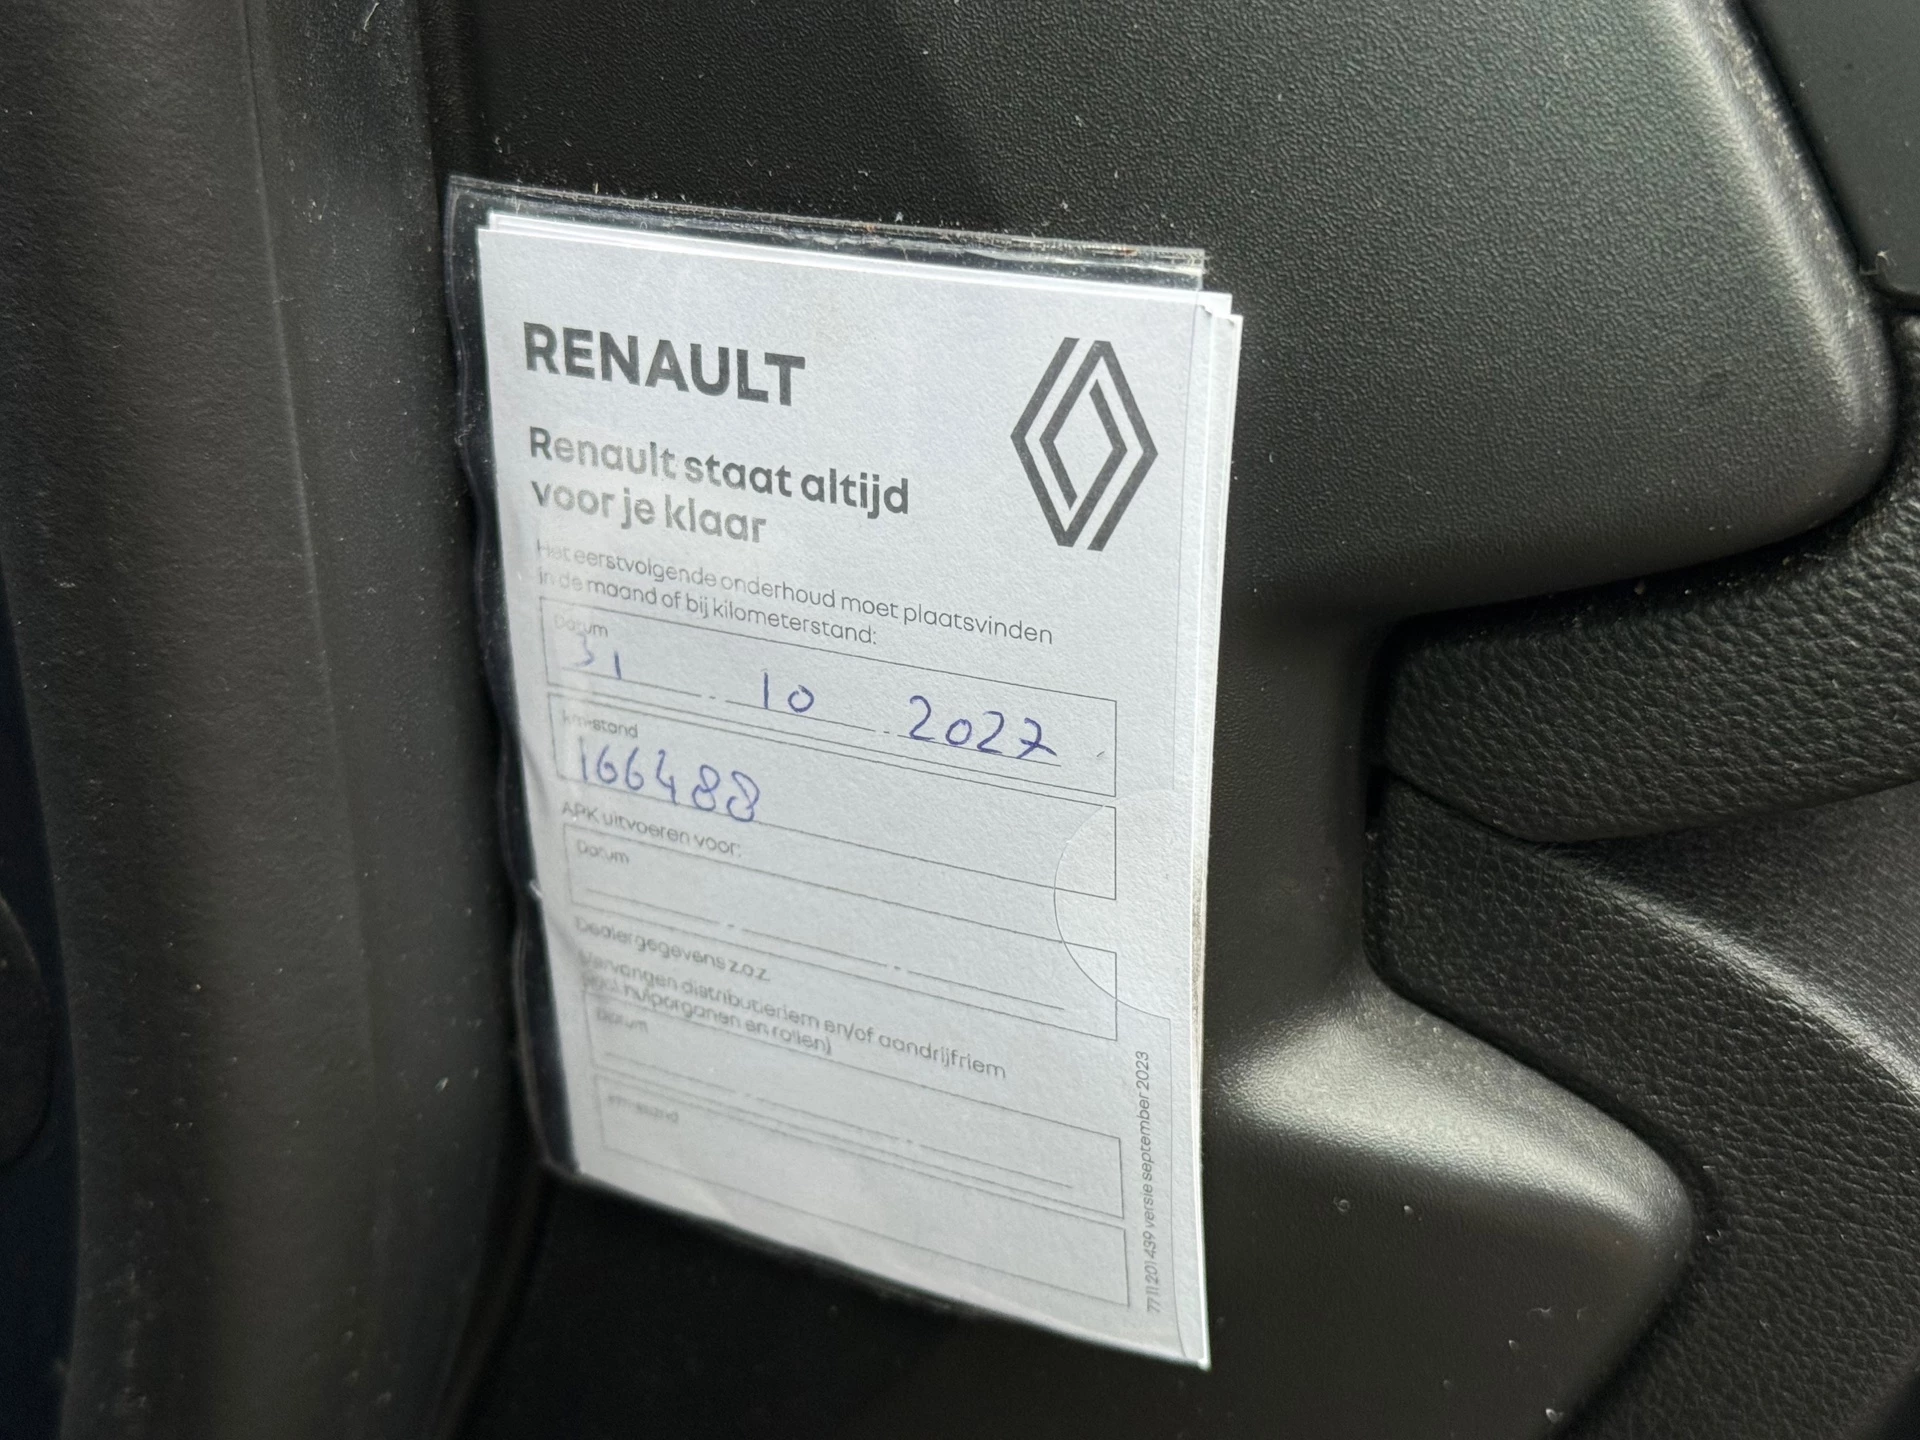 RENAULT
Renault staat altijd
voor je klaar
Het eerstvolgende onderhoud moet plaatsvinden
in de maand of bij kilometerstand:
Datum
31 10 2027
km-stand
166488
APK uitvoeren voor:
Datum
Dealergegevens z.o.z.
Vervangen distributieriem en/of aandrijfriem
(incl. hulporganen en rollen)
Datum
km-stand
77 11 201 439 versie september 2023